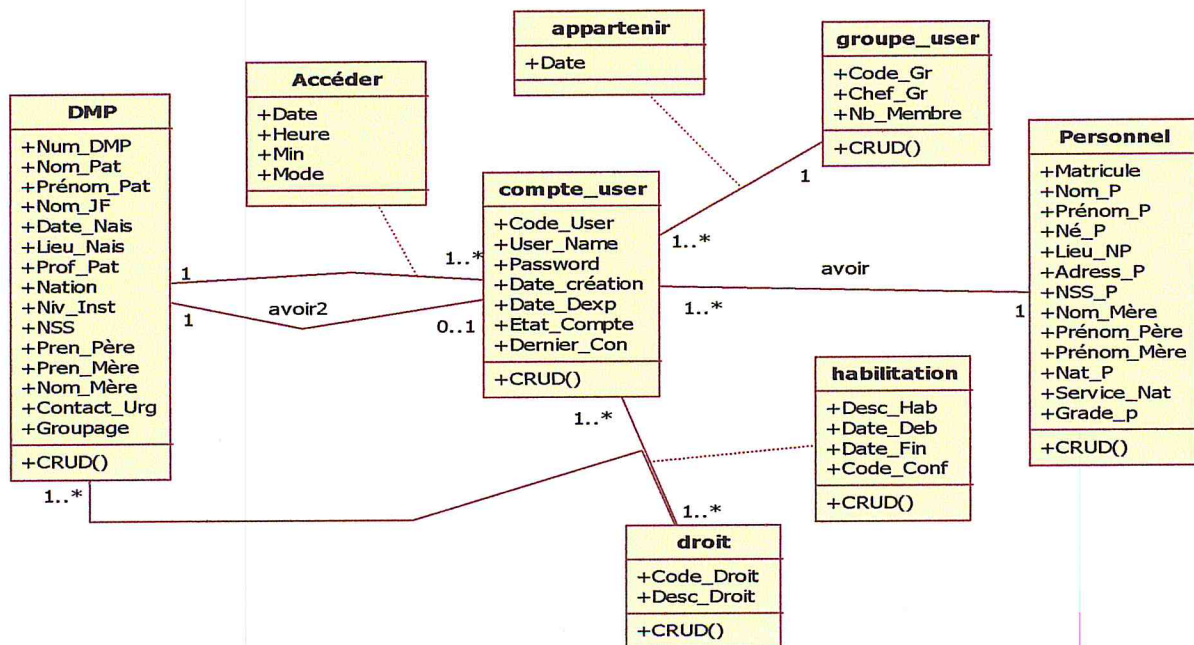 appartenir
+Date
groupe_user
+Code_Gr
+Chef_Gr
+Nb_Membre
+CRUD()
Accéder
+Date
+Heure
+Min
+Mode
DMP
+Num_DMP
+Nom_Pat
+Prénom_Pat
+Nom_JF
+Date_Nais
+Lieu_Nais
+Prof_Pat
+Nation
+Niv_Inst
+NSS
+Pren_Père
+Pren_Mère
+Nom_Mère
+Contact_Urg
+Groupage
+CRUD()
compte_user
+Code_User
+User_Name
+Password
+Date_création
+Date_Dexp
+Etat_Compte
+Dernier_Con
+CRUD()
Personnel
+Matricule
+Nom_P
+Prénom_P
+Né_P
+Lieu_NP
+Adress_P
+NSS_P
+Nom_Mère
+Prénom_Père
+Prénom_Mère
+Nat_P
+Service_Nat
+Grade_p
+CRUD()
1
1..*
1
1..*
avoir
1..*
1
avoir2
1
0..1
habilitation
+Desc_Hab
+Date_Deb
+Date_Fin
+Code_Conf
+CRUD()
1..*
1..*
1..*
droit
+Code_Droit
+Desc_Droit
+CRUD()